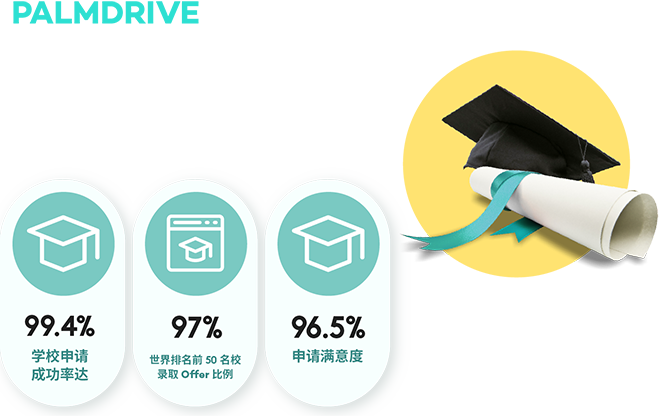 PALMDRIVE
99.4%
学校申请
成功率达
97%
世界排名前 50 名校
录取 Offer 比例
96.5%
申请满意度